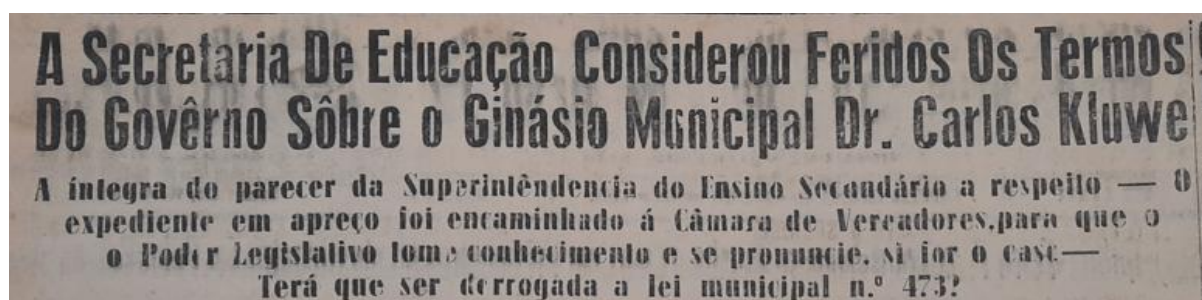 A Secretaria De Educação Considerou Feridos Os Termos
Do Govêrno Sôbre o Ginásio Municipal Dr. Carlos Kluwe
A íntegra do parecer da Superintêndencia do Ensino Secundário a respeito — O
expediente em apreço foi encaminhado á Câmara de Vereadores, para que o
o Poder Legislativo tome conhecimento e se pronuncie, si for o caso —
Terá que ser derrogada a lei municipal n.º 473?